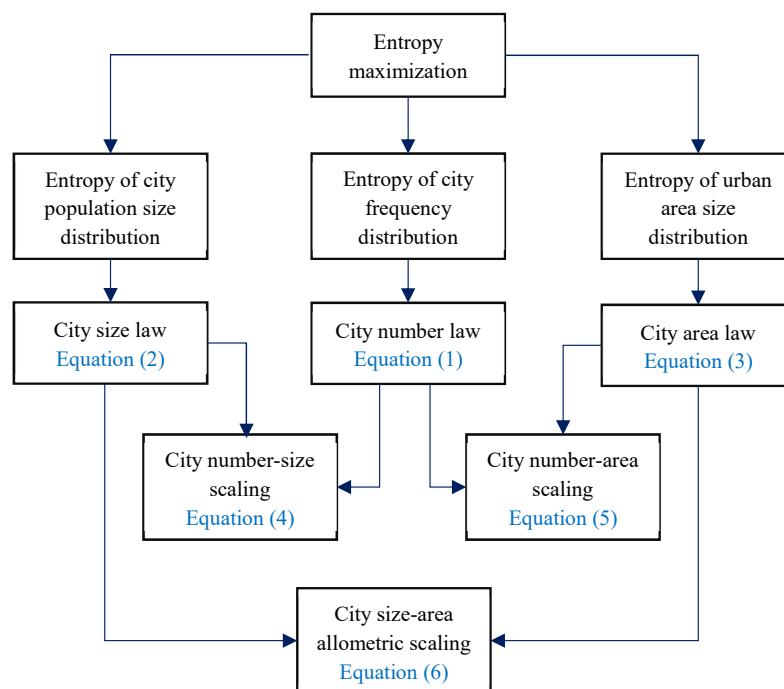 Entropy
maximization
Entropy of city
population size
distribution
Entropy of city
frequency
distribution
Entropy of urban
area size
distribution
City size law
Equation (2)
City number law
Equation (1)
City area law
Equation (3)
City number-size
scaling
Equation (4)
City number-area
scaling
Equation (5)
City size-area
allometric scaling
Equation (6)